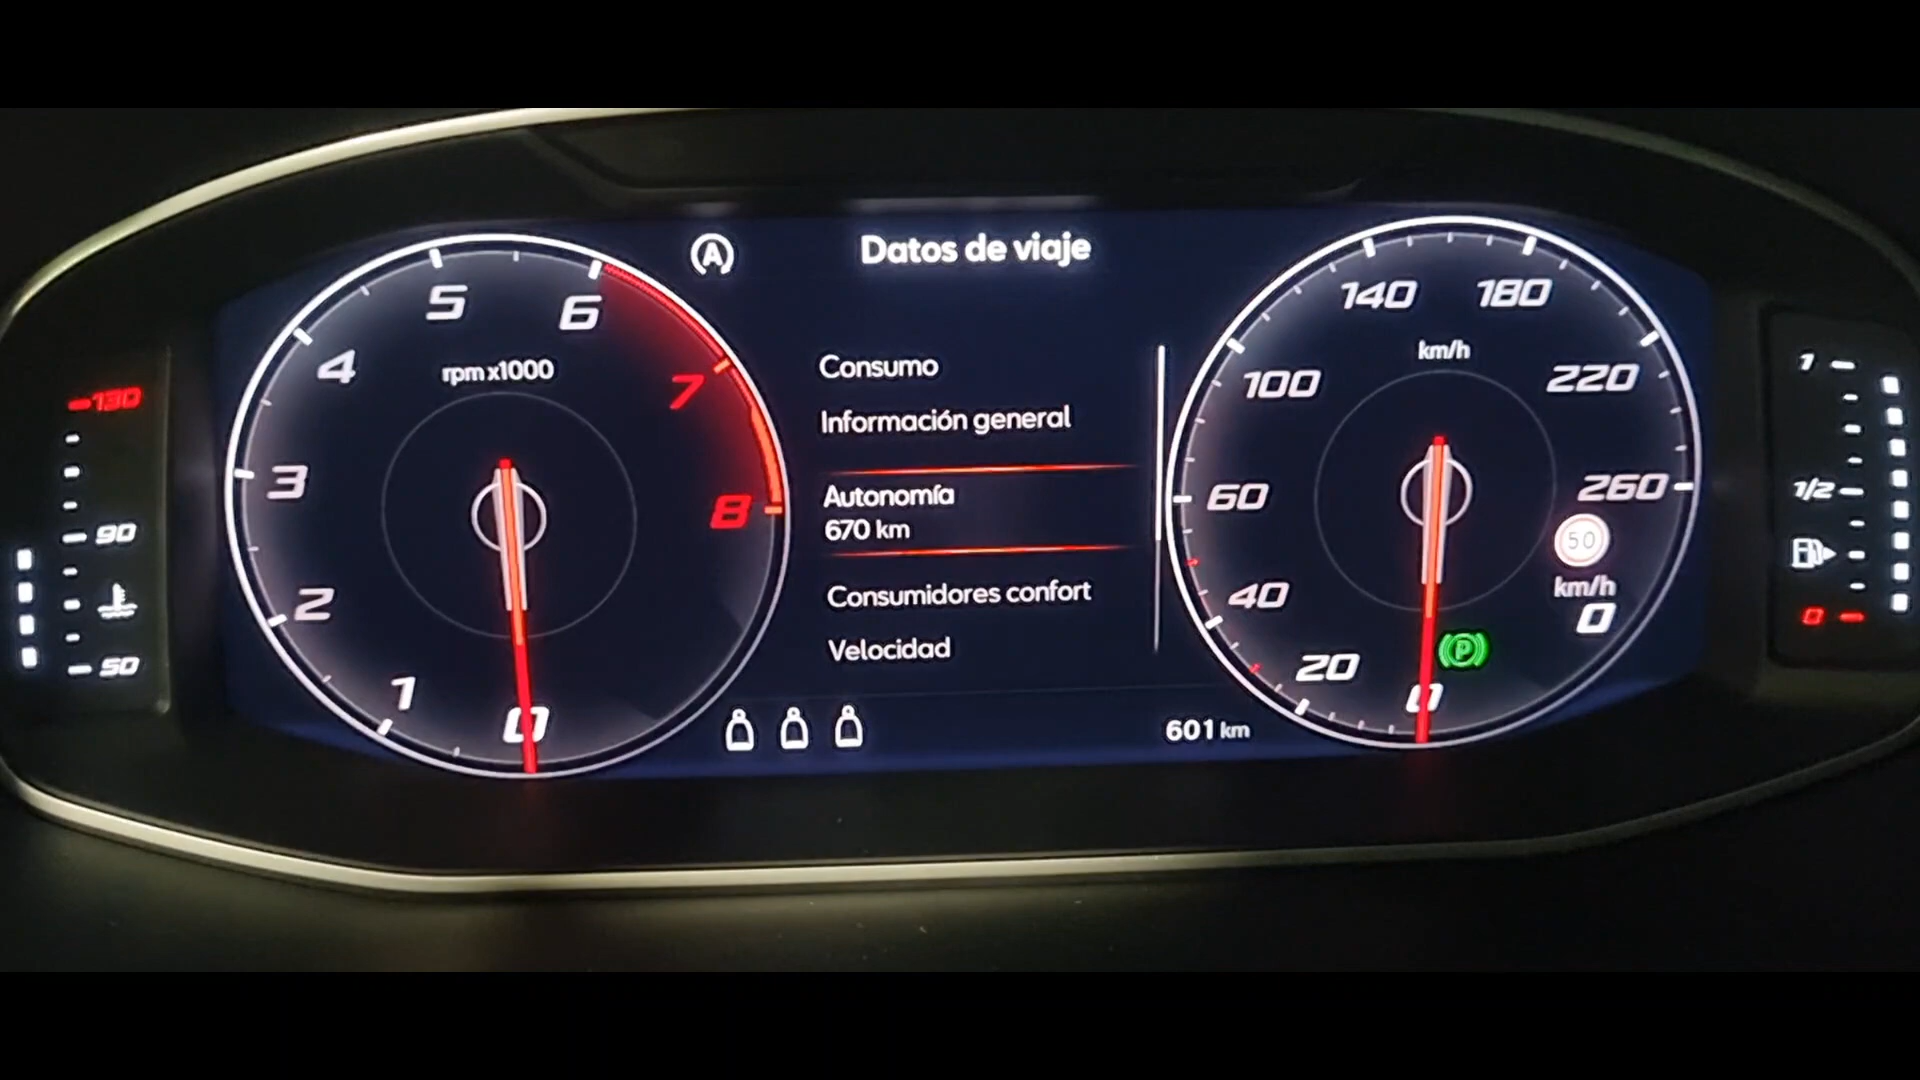 A
Datos de viaje
5
6
4
rpm x1000
7
3
8
2
1
0
130
90
50
Consumo
Información general
Autonomía
670 km
Consumidores confort
Velocidad
601 km
140
180
km/h
100
220
60
260
50
km/h
0
40
P
20
0
1
1/2
0